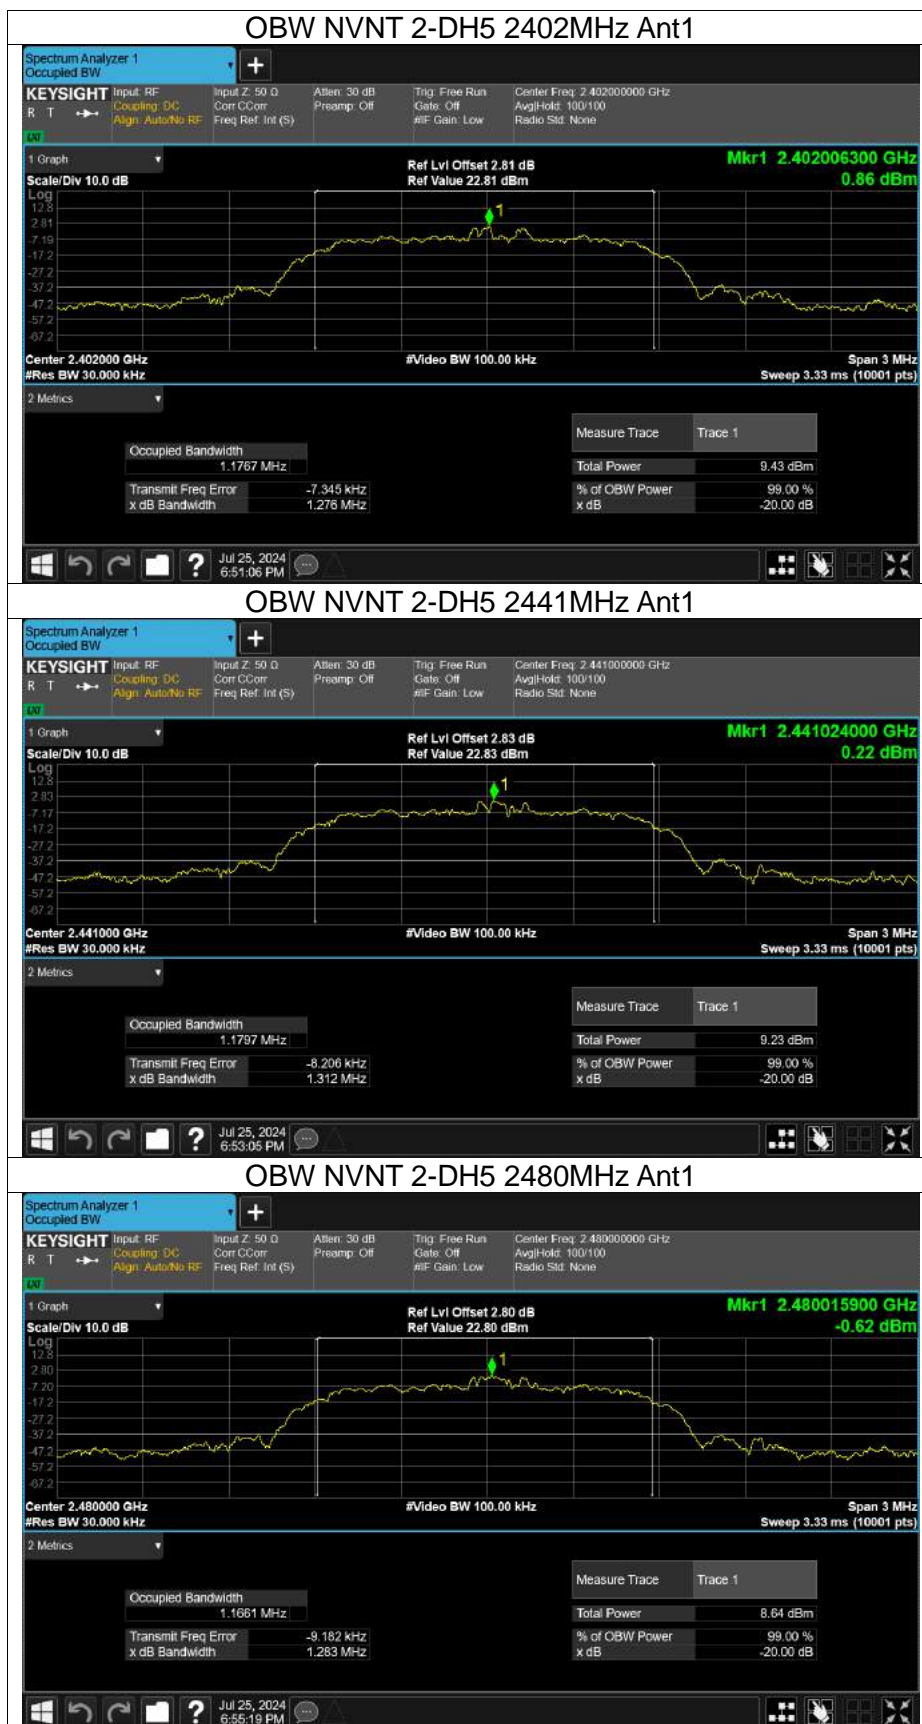 OBW NVNT 2-DH5 2402MHz Ant1
Spectrum Analyzer 1
Occupied BW
+
KEYSIGHT Input: RF Input Z: 50 Ω Atten: 30 dB Trig: Free Run Center Freq: 2.402000000 GHz
R T Coupling: DC Corr CCorr Preamp: Off Gate: Off Avg|Hold: 100/100
Align: Auto/No RF Freq Ref: Int (S) #IF Gain: Low Radio Std: None
LXI
1 Graph Ref Lvl Offset 2.81 dB Mkr1 2.402006300 GHz
Scale/Div 10.0 dB Ref Value 22.81 dBm 0.86 dBm
Log
12.8
1
2.81
-7.19
-17.2
-27.2
-37.2
-47.2
-57.2
-67.2
Center 2.402000 GHz #Video BW 100.00 kHz Span 3 MHz
#Res BW 30.000 kHz Sweep 3.33 ms (10001 pts)
2 Metrics
Measure Trace Trace 1
Occupied Bandwidth
1.1767 MHz Total Power 9.43 dBm
Transmit Freq Error -7.345 kHz % of OBW Power 99.00 %
x dB Bandwidth 1.276 MHz x dB -20.00 dB
? Jul 25, 2024
6:51:06 PM
OBW NVNT 2-DH5 2441MHz Ant1
Spectrum Analyzer 1
Occupied BW
+
KEYSIGHT Input: RF Input Z: 50 Ω Atten: 30 dB Trig: Free Run Center Freq: 2.441000000 GHz
R T Coupling: DC Corr CCorr Preamp: Off Gate: Off Avg|Hold: 100/100
Align: Auto/No RF Freq Ref: Int (S) #IF Gain: Low Radio Std: None
LXI
1 Graph Ref Lvl Offset 2.83 dB Mkr1 2.441024000 GHz
Scale/Div 10.0 dB Ref Value 22.83 dBm 0.22 dBm
Log
12.8
1
2.83
-7.17
-17.2
-27.2
-37.2
-47.2
-57.2
-67.2
Center 2.441000 GHz #Video BW 100.00 kHz Span 3 MHz
#Res BW 30.000 kHz Sweep 3.33 ms (10001 pts)
2 Metrics
Measure Trace Trace 1
Occupied Bandwidth
1.1797 MHz Total Power 9.23 dBm
Transmit Freq Error -8.206 kHz % of OBW Power 99.00 %
x dB Bandwidth 1.312 MHz x dB -20.00 dB
? Jul 25, 2024
6:53:05 PM
OBW NVNT 2-DH5 2480MHz Ant1
Spectrum Analyzer 1
Occupied BW
+
KEYSIGHT Input: RF Input Z: 50 Ω Atten: 30 dB Trig: Free Run Center Freq: 2.480000000 GHz
R T Coupling: DC Corr CCorr Preamp: Off Gate: Off Avg|Hold: 100/100
Align: Auto/No RF Freq Ref: Int (S) #IF Gain: Low Radio Std: None
LXI
1 Graph Ref Lvl Offset 2.80 dB Mkr1 2.480015900 GHz
Scale/Div 10.0 dB Ref Value 22.80 dBm -0.62 dBm
Log
12.8
1
2.80
-7.20
-17.2
-27.2
-37.2
-47.2
-57.2
-67.2
Center 2.480000 GHz #Video BW 100.00 kHz Span 3 MHz
#Res BW 30.000 kHz Sweep 3.33 ms (10001 pts)
2 Metrics
Measure Trace Trace 1
Occupied Bandwidth
1.1661 MHz Total Power 8.64 dBm
Transmit Freq Error -9.182 kHz % of OBW Power 99.00 %
x dB Bandwidth 1.283 MHz x dB -20.00 dB
? Jul 25, 2024
6:55:19 PM